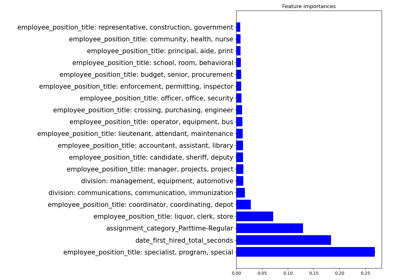 Feature importances
employee_position_title: representative, construction, government
employee_position_title: community, health, nurse
employee_position_title: principal, aide, print
employee_position_title: school, room, behavioral
employee_position_title: budget, senior, procurement
employee_position_title: enforcement, permitting, inspector
employee_position_title: officer, office, security
employee_position_title: crossing, purchasing, engineer
employee_position_title: operator, equipment, bus
employee_position_title: lieutenant, attendant, maintenance
employee_position_title: accountant, assistant, library
employee_position_title: candidate, sheriff, deputy
employee_position_title: manager, projects, project
division: management, equipment, automotive
division: communications, communication, immunization
employee_position_title: coordinator, coordinating, depot
employee_position_title: liquor, clerk, store
assignment_category_Parttime-Regular
date_first_hired_total_seconds
employee_position_title: specialist, program, special
0.00 0.05 0.10 0.15 0.20 0.25